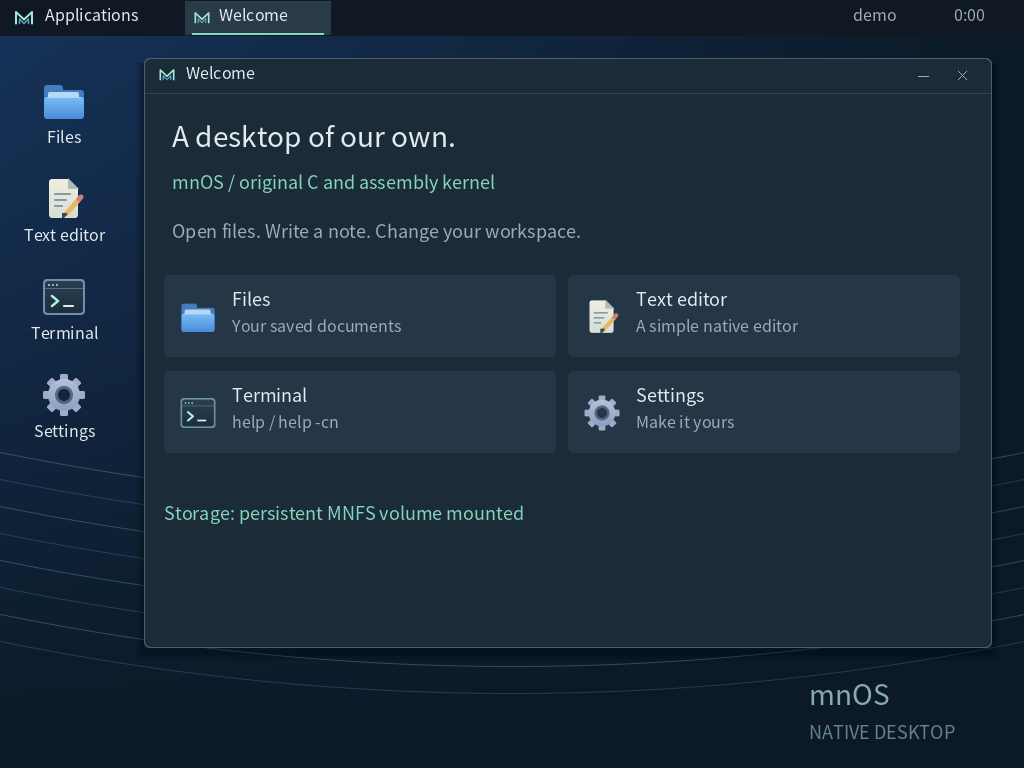 Applications
Welcome
demo
0:00
Files
Text editor
Terminal
Settings
Welcome
A desktop of our own.
mnOS / original C and assembly kernel
Open files. Write a note. Change your workspace.
Files
Your saved documents
Text editor
A simple native editor
Terminal
help / help -cn
Settings
Make it yours
Storage: persistent MNFS volume mounted
mnOS
NATIVE DESKTOP